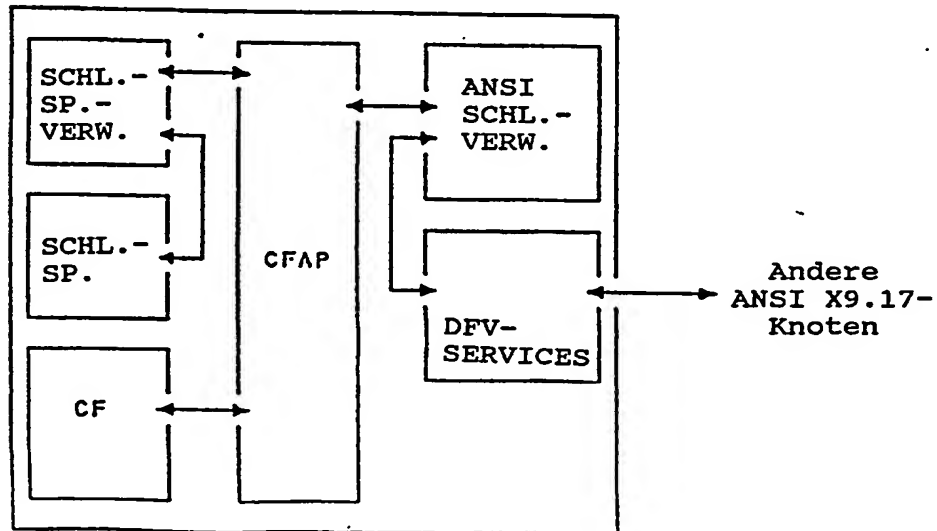 SCHL.-
SP.-
VERW.
SCHL.-
SP.
CF
CFAP
ANSI
SCHL.-
VERW.
DFV-
SERVICES
Andere
ANSI X9.17-
Knoten